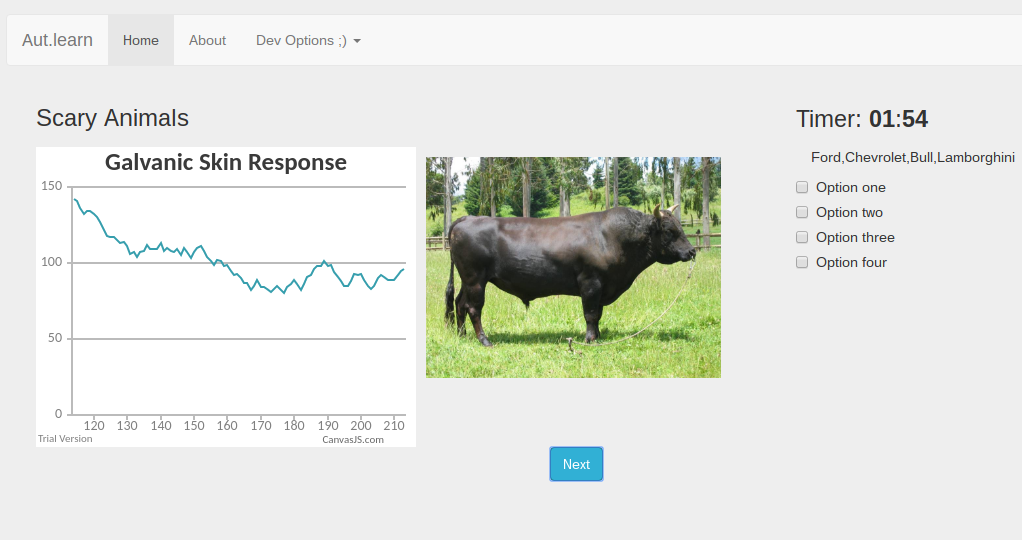 Aut.learn Home About Dev Options ;)
Scary Animals
Galvanic Skin Response
150
100
50
0
120 130 140 150 160 170 180 190 200 210
Trial Version CanvasJS.com
Next
Timer: 01:54
Ford,Chevrolet,Bull,Lamborghini
Option one
Option two
Option three
Option four